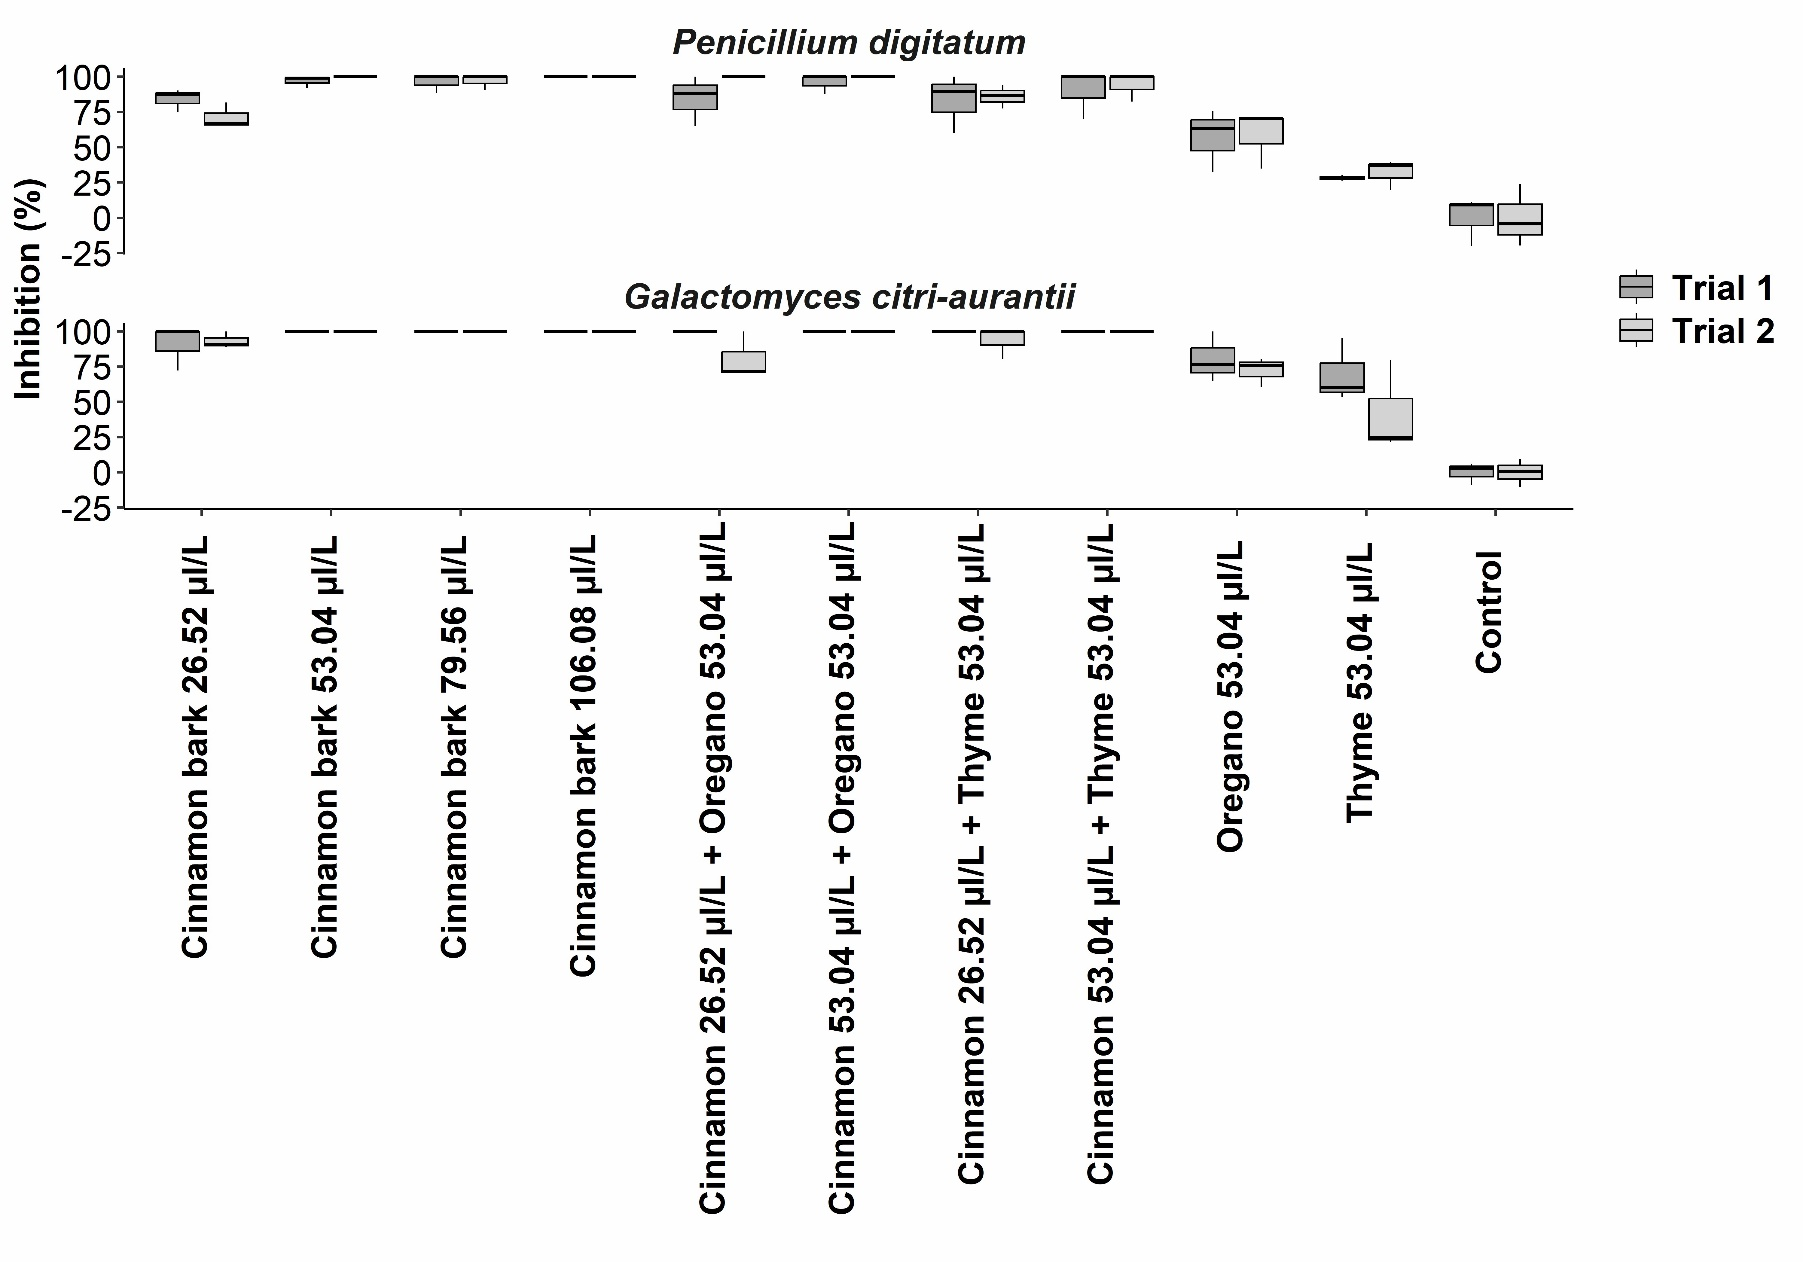 Penicillium digitatum
100
75
50
25
0
-25
Inhibition (%)
Galactomyces citri-aurantii
100
75
50
25
0
-25
Trial 1
Trial 2
Cinnamon bark 26.52 µl/L
Cinnamon bark 53.04 µl/L
Cinnamon bark 79.56 µl/L
Cinnamon bark 106.08 µl/L
Cinnamon 26.52 µl/L + Oregano 53.04 µl/L
Cinnamon 53.04 µl/L + Oregano 53.04 µl/L
Cinnamon 26.52 µl/L + Thyme 53.04 µl/L
Cinnamon 53.04 µl/L + Thyme 53.04 µl/L
Oregano 53.04 µl/L
Thyme 53.04 µl/L
Control